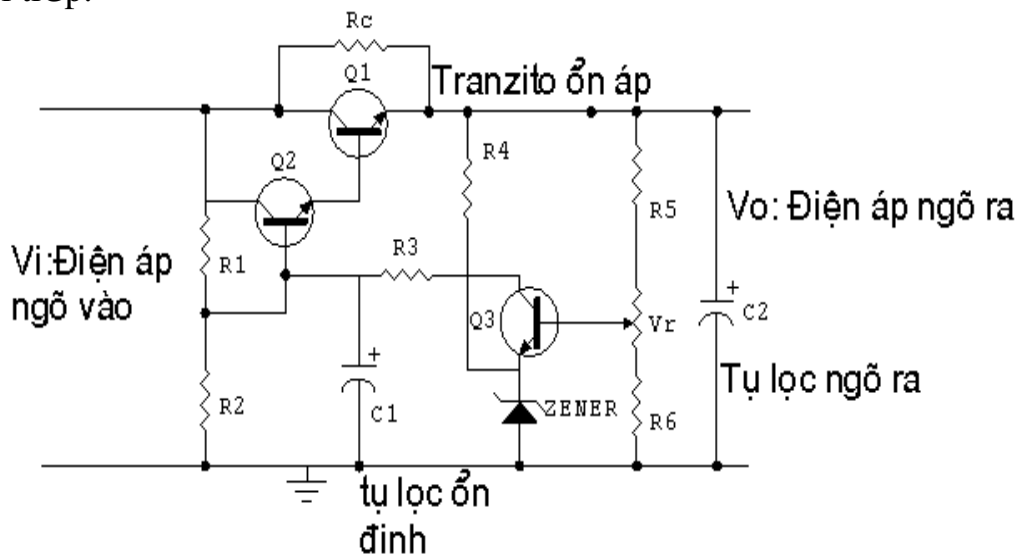 Rc
Q1
Tranzito ổn áp
R4
Q2
R5
Vo: Điện áp ngõ ra
Vi:Điện áp
ngõ vào
R1
R3
Q3
Vr
+
C2
+
C1
R2
ZENER
R6
Tụ lọc ngõ ra
tụ lọc ổn
đinh